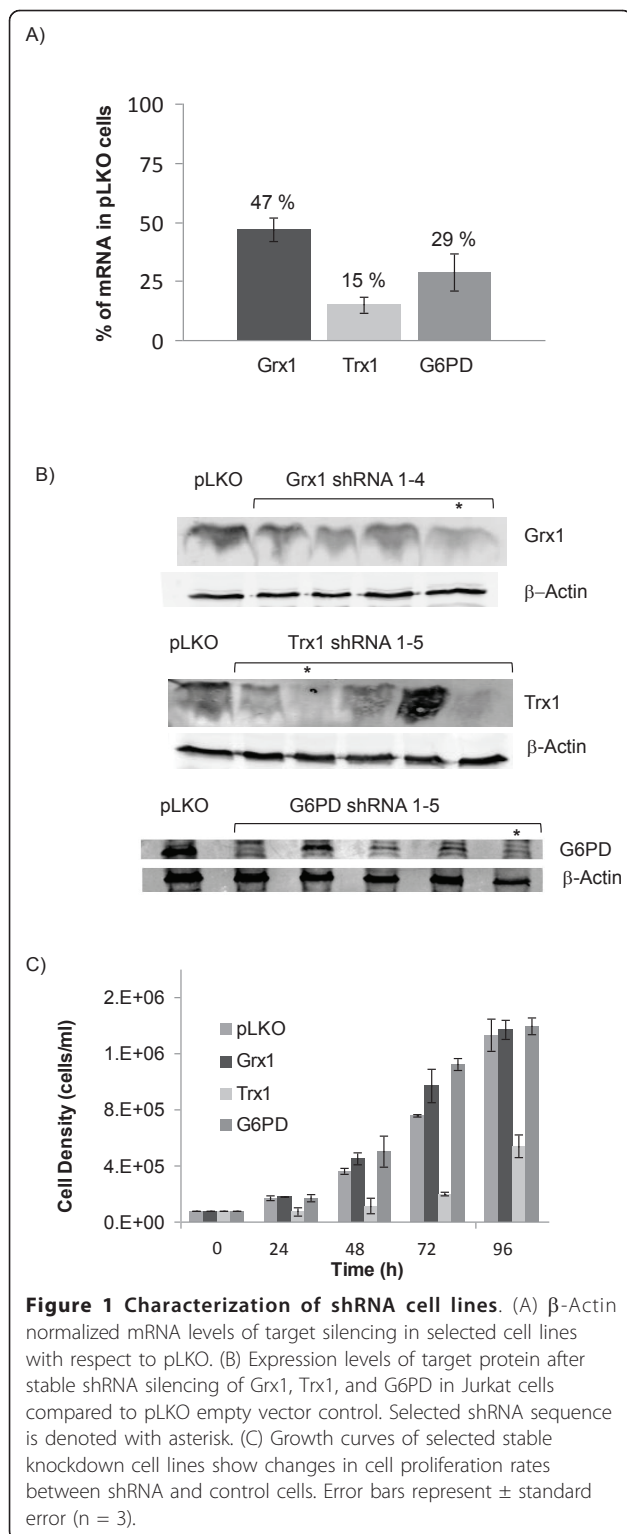 A)
% of mRNA in pLKO cells
100
75
50
25
0
47 %
15 %
29 %
Grx1 Trx1 G6PD
B)
pLKO Grx1 shRNA 1-4
*
Grx1
β–Actin
pLKO Trx1 shRNA 1-5
*
Trx1
β-Actin
pLKO G6PD shRNA 1-5
*
G6PD
β-Actin
C)
Cell Density (cells/ml)
2.E+06
1.E+06
8.E+05
4.E+05
0.E+00
pLKO
Grx1
Trx1
G6PD
0 24 48 72 96
Time (h)
Figure 1 Characterization of shRNA cell lines. (A) β-Actin
normalized mRNA levels of target silencing in selected cell lines
with respect to pLKO. (B) Expression levels of target protein after
stable shRNA silencing of Grx1, Trx1, and G6PD in Jurkat cells
compared to pLKO empty vector control. Selected shRNA sequence
is denoted with asterisk. (C) Growth curves of selected stable
knockdown cell lines show changes in cell proliferation rates
between shRNA and control cells. Error bars represent ± standard
error (n = 3).